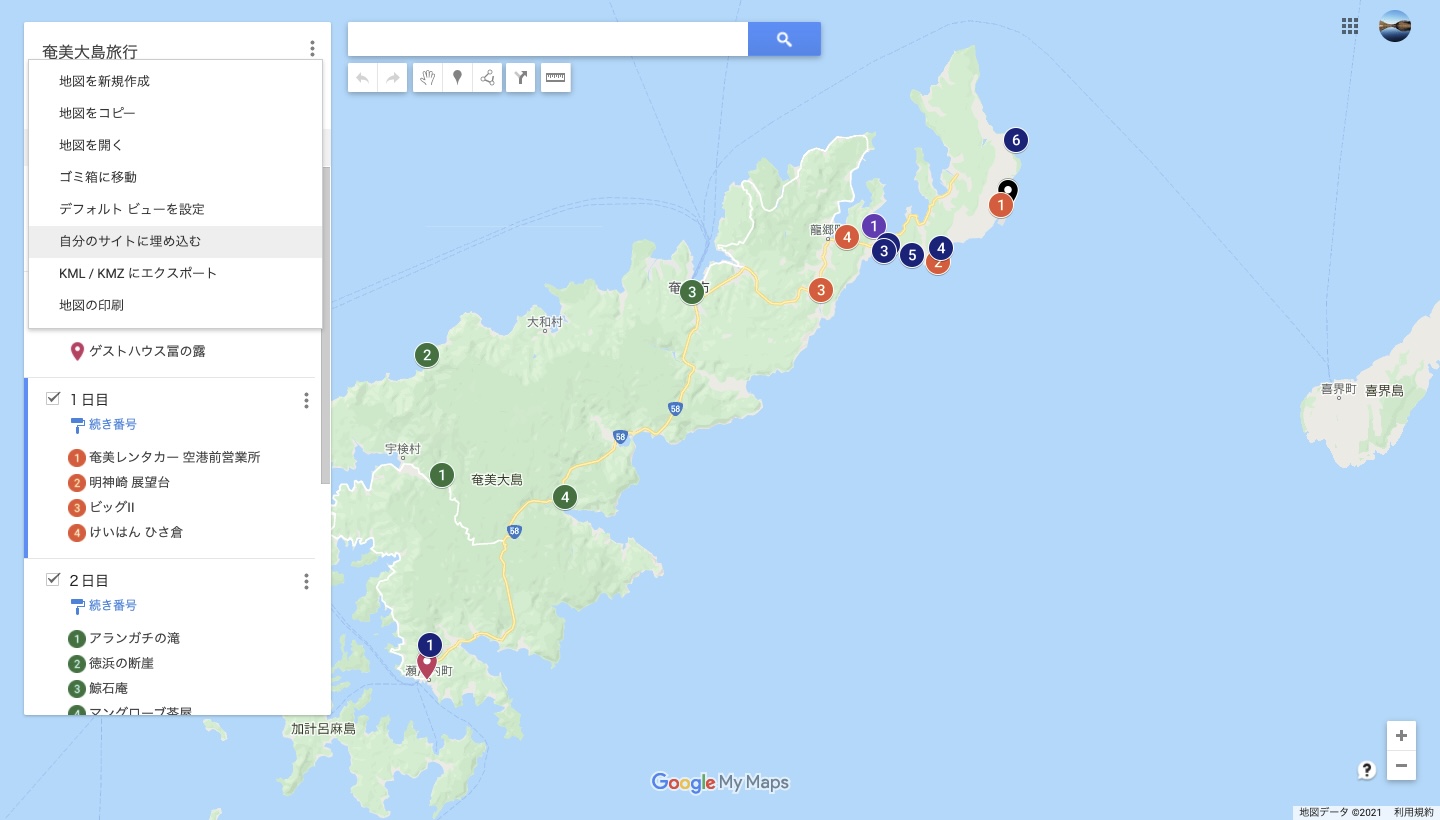 奄美大島旅行
地図を新規作成
地図をコピー
地図を開く
ゴミ箱に移動
デフォルト ビューを設定
自分のサイトに埋め込む
KML / KMZ にエクスポート
地図の印刷
ゲストハウス冨の露
1日目
続き番号
1 奄美レンタカー 空港前営業所
2 明神崎 展望台
3 ビッグII
4 けいはん ひさ倉
2日目
続き番号
1 アランガチの滝
2 徳浜の断崖
3 鯨石庵
4 マングローブ茶屋
6
1
龍郷
4
1
3
5
4
2
奄
3
市
3
大和村
2
58
58
宇検村
1
奄美大島
4
58
1
瀬
内町
加計呂麻島
喜界町
喜界島
Google My Maps
+
−
?
地図データ ©2021 利用規約